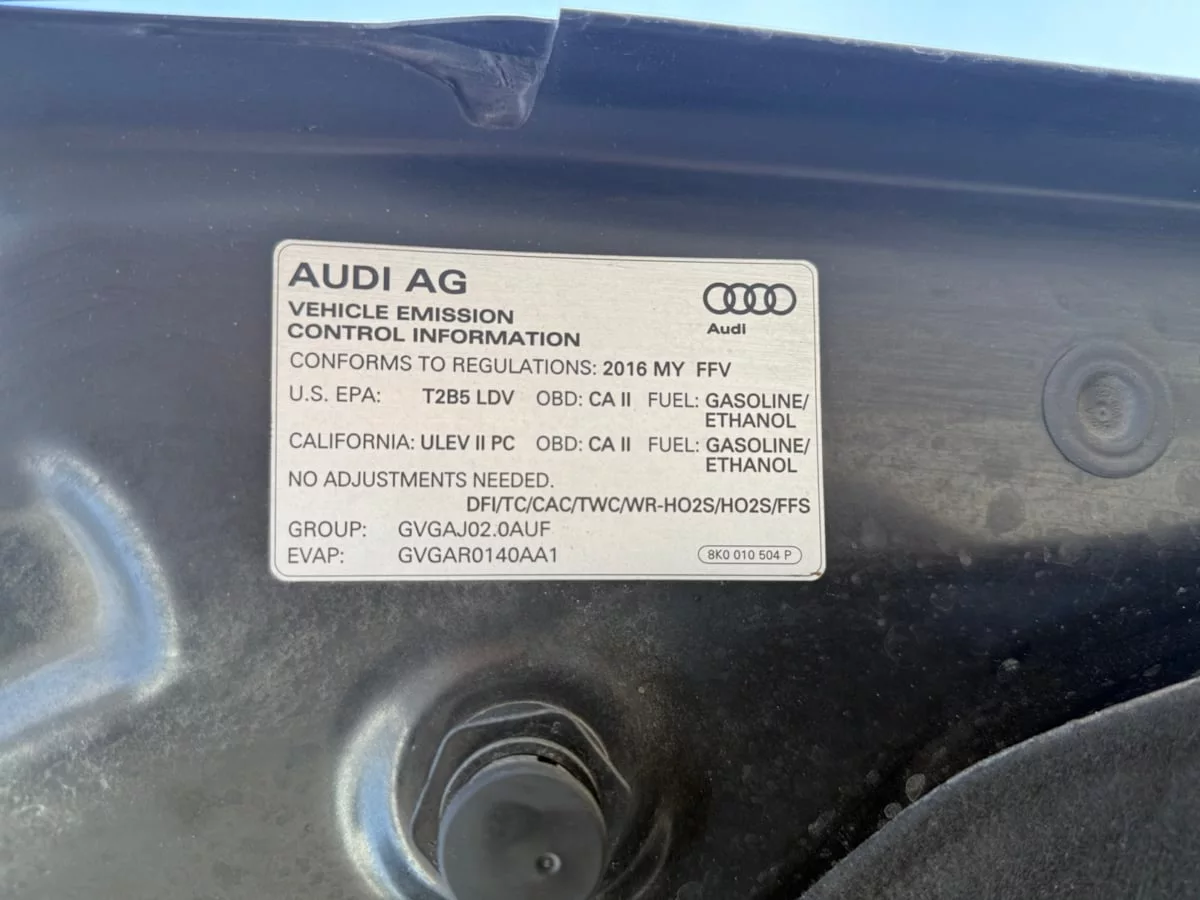 AUDI AG
Audi
VEHICLE EMISSION
CONTROL INFORMATION
CONFORMS TO REGULATIONS: 2016 MY FFV
U.S. EPA: T2B5 LDV OBD: CA II FUEL: GASOLINE/
ETHANOL
CALIFORNIA: ULEV II PC OBD: CA II FUEL: GASOLINE/
ETHANOL
NO ADJUSTMENTS NEEDED.
DFI/TC/CAC/TWC/WR-HO2S/HO2S/FFS
GROUP: GVGAJ02.0AUF
EVAP: GVGAR0140AA1
8K0 010 504 P